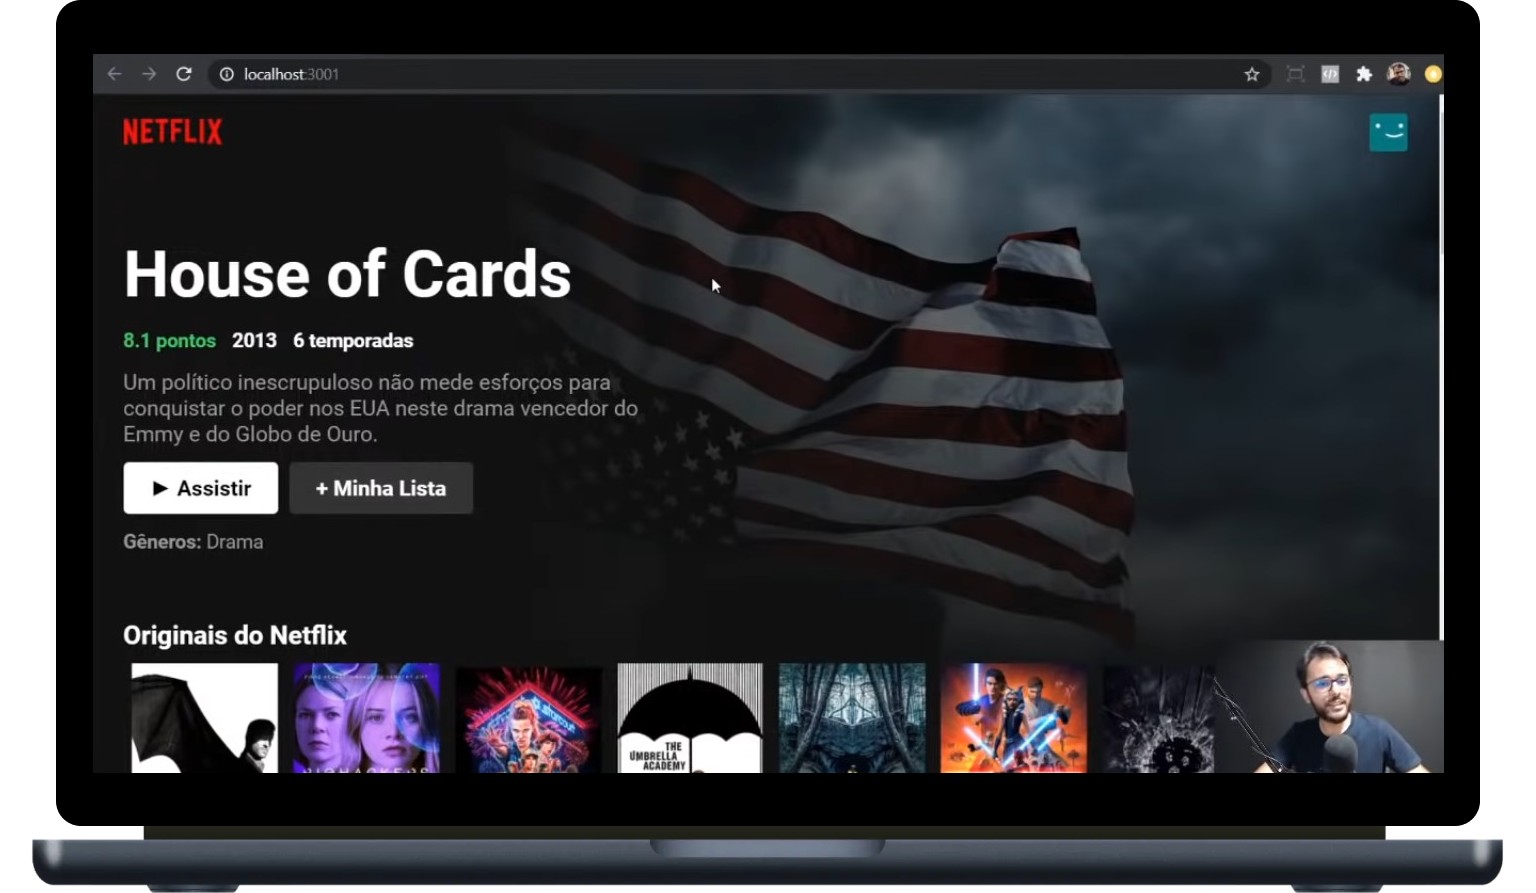 localhost:3001
NETFLIX
House of Cards
8.1 pontos 2013 6 temporadas
Um político inescrupuloso não mede esforços para
conquistar o poder nos EUA neste drama vencedor do
Emmy e do Globo de Ouro.
► Assistir
+ Minha Lista
Gêneros: Drama
Originais do Netflix
BIOHACKERS
THE
UMBRELLA
ACADEMY